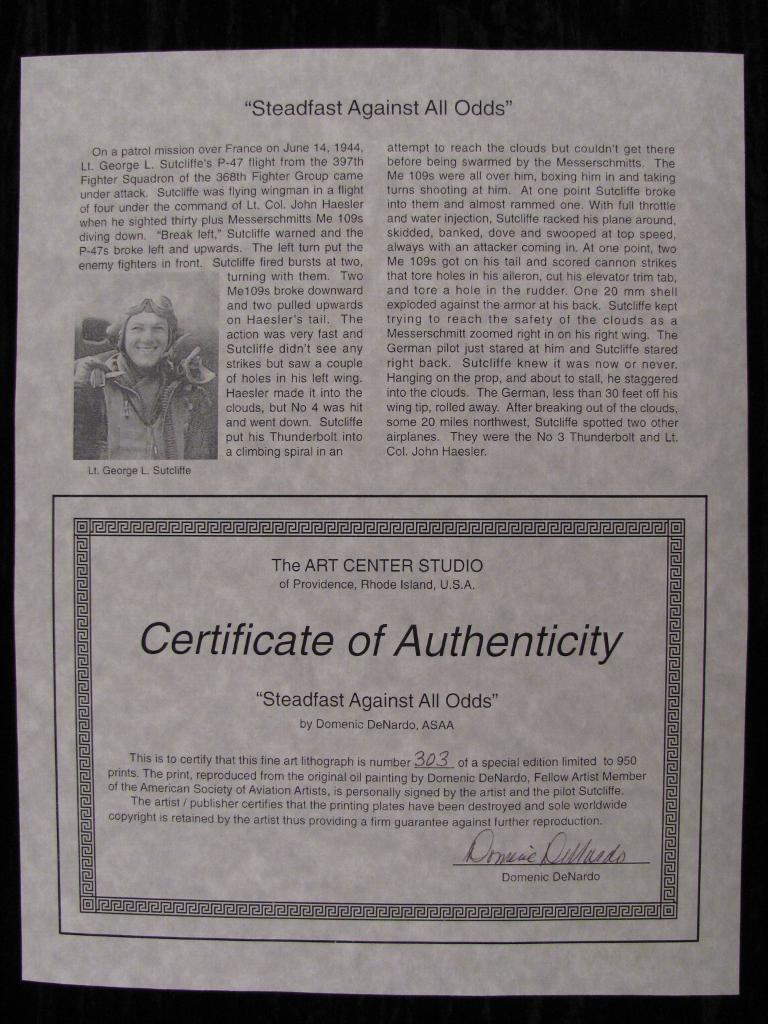 “Steadfast Against All Odds”
On a patrol mission over France on June 14, 1944,
Lt. George L. Sutcliffe's P-47 flight from the 397th
Fighter Squadron of the 368th Fighter Group came
under attack. Sutcliffe was flying wingman in a flight
of four under the command of Lt. Col. John Haesler
when he sighted thirty plus Messerschmitts Me 109s
diving down. “Break left,” Sutcliffe warned and the
P-47s broke left and upwards. The left turn put the
enemy fighters in front. Sutcliffe fired bursts at two,
turning with them. Two
Me109s broke downward
and two pulled upwards
on Haesler's tail. The
action was very fast and
Sutcliffe didn't see any
strikes but saw a couple
of holes in his left wing.
Haesler made it into the
clouds, but No 4 was hit
and went down. Sutcliffe
put his Thunderbolt into
a climbing spiral in an
Lt. George L. Sutcliffe
attempt to reach the clouds but couldn't get there
before being swarmed by the Messerschmitts. The
Me 109s were all over him, boxing him in and taking
turns shooting at him. At one point Sutcliffe broke
into them and almost rammed one. With full throttle
and water injection, Sutcliffe racked his plane around,
skidded, banked, dove and swooped at top speed,
always with an attacker coming in. At one point, two
Me 109s got on his tail and scored cannon strikes
that tore holes in his aileron, cut his elevator trim tab,
and tore a hole in the rudder. One 20 mm shell
exploded against the armor at his back. Sutcliffe kept
trying to reach the safety of the clouds as a
Messerschmitt zoomed right in on his right wing. The
German pilot just stared at him and Sutcliffe stared
right back. Sutcliffe knew it was now or never.
Hanging on the prop, and about to stall, he staggered
into the clouds. The German, less than 30 feet off his
wing tip, rolled away. After breaking out of the clouds,
some 20 miles northwest, Sutcliffe spotted two other
airplanes. They were the No 3 Thunderbolt and Lt.
Col. John Haesler.
The ART CENTER STUDIO
of Providence, Rhode Island, U.S.A.
Certificate of Authenticity
“Steadfast Against All Odds”
by Domenic DeNardo, ASAA
This is to certify that this fine art lithograph is number 303 of a special edition limited to 950
prints. The print, reproduced from the original oil painting by Domenic DeNardo, Fellow Artist Member
of the American Society of Aviation Artists, is personally signed by the artist and the pilot Sutcliffe.
The artist / publisher certifies that the printing plates have been destroyed and sole worldwide
copyright is retained by the artist thus providing a firm guarantee against further reproduction.
Domenic DeNardo
Domenic DeNardo